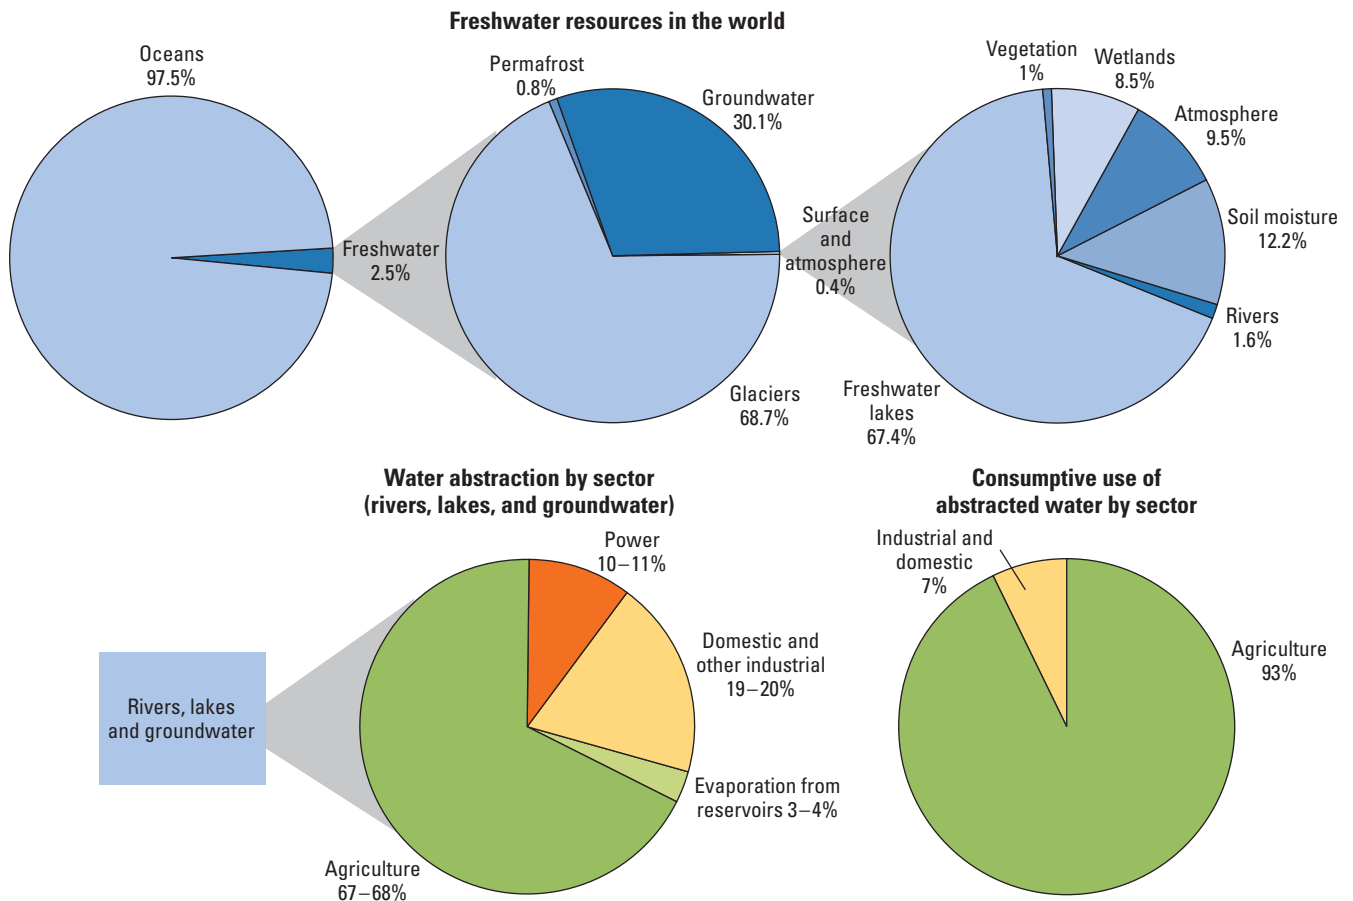 Freshwater resources in the world
Oceans
97.5%
Freshwater
2.5%
Permafrost
0.8%
Groundwater
30.1%
Surface
and
atmosphere
0.4%
Glaciers
68.7%
Vegetation
1%
Wetlands
8.5%
Atmosphere
9.5%
Soil moisture
12.2%
Rivers
1.6%
Freshwater
lakes
67.4%
Water abstraction by sector
(rivers, lakes, and groundwater)
Rivers, lakes
and groundwater
Power
10–11%
Domestic and
other industrial
19–20%
Evaporation from
reservoirs 3–4%
Agriculture
67–68%
Consumptive use of
abstracted water by sector
Industrial and
domestic
7%
Agriculture
93%